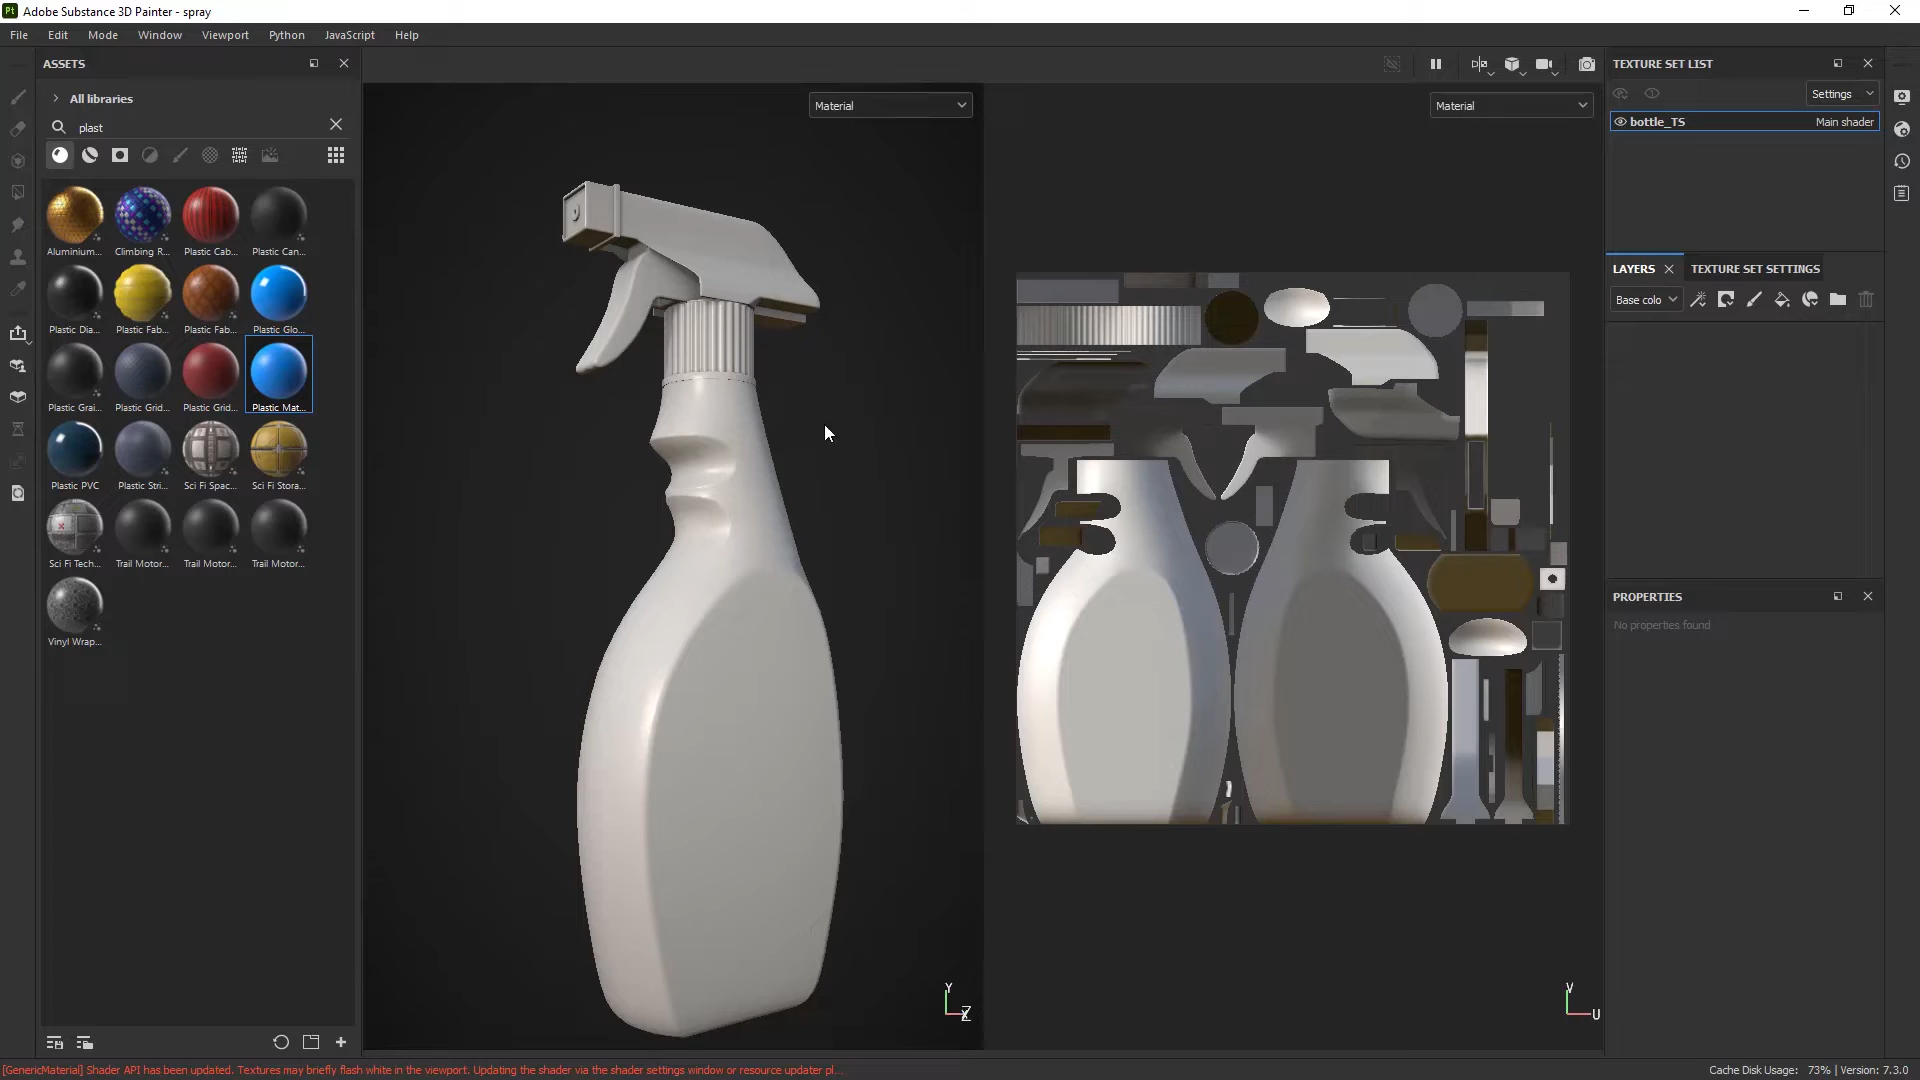 Pt Adobe Substance 3D Painter - spray
File Edit Mode Window Viewport Python JavaScript Help
ASSETS
All libraries
plast
Aluminium... Climbing R... Plastic Cab... Plastic Can...
Plastic Dia... Plastic Fab... Plastic Fab... Plastic Glo...
Plastic Grai... Plastic Grid... Plastic Grid... Plastic Mat...
Plastic PVC Plastic Stri... Sci Fi Spac... Sci Fi Stora...
Sci Fi Tech... Trail Motor... Trail Motor... Trail Motor...
Vinyl Wrap...
Material
Y
Z
Material
V
U
TEXTURE SET LIST
Settings
bottle_TS Main shader
LAYERS TEXTURE SET SETTINGS
Base colo
PROPERTIES
No properties found
[GenericMaterial] Shader API has been updated. Textures may briefly flash white in the viewport. Updating the shader via the shader settings window or resource updater pl...
Cache Disk Usage: 73% | Version: 7.3.0